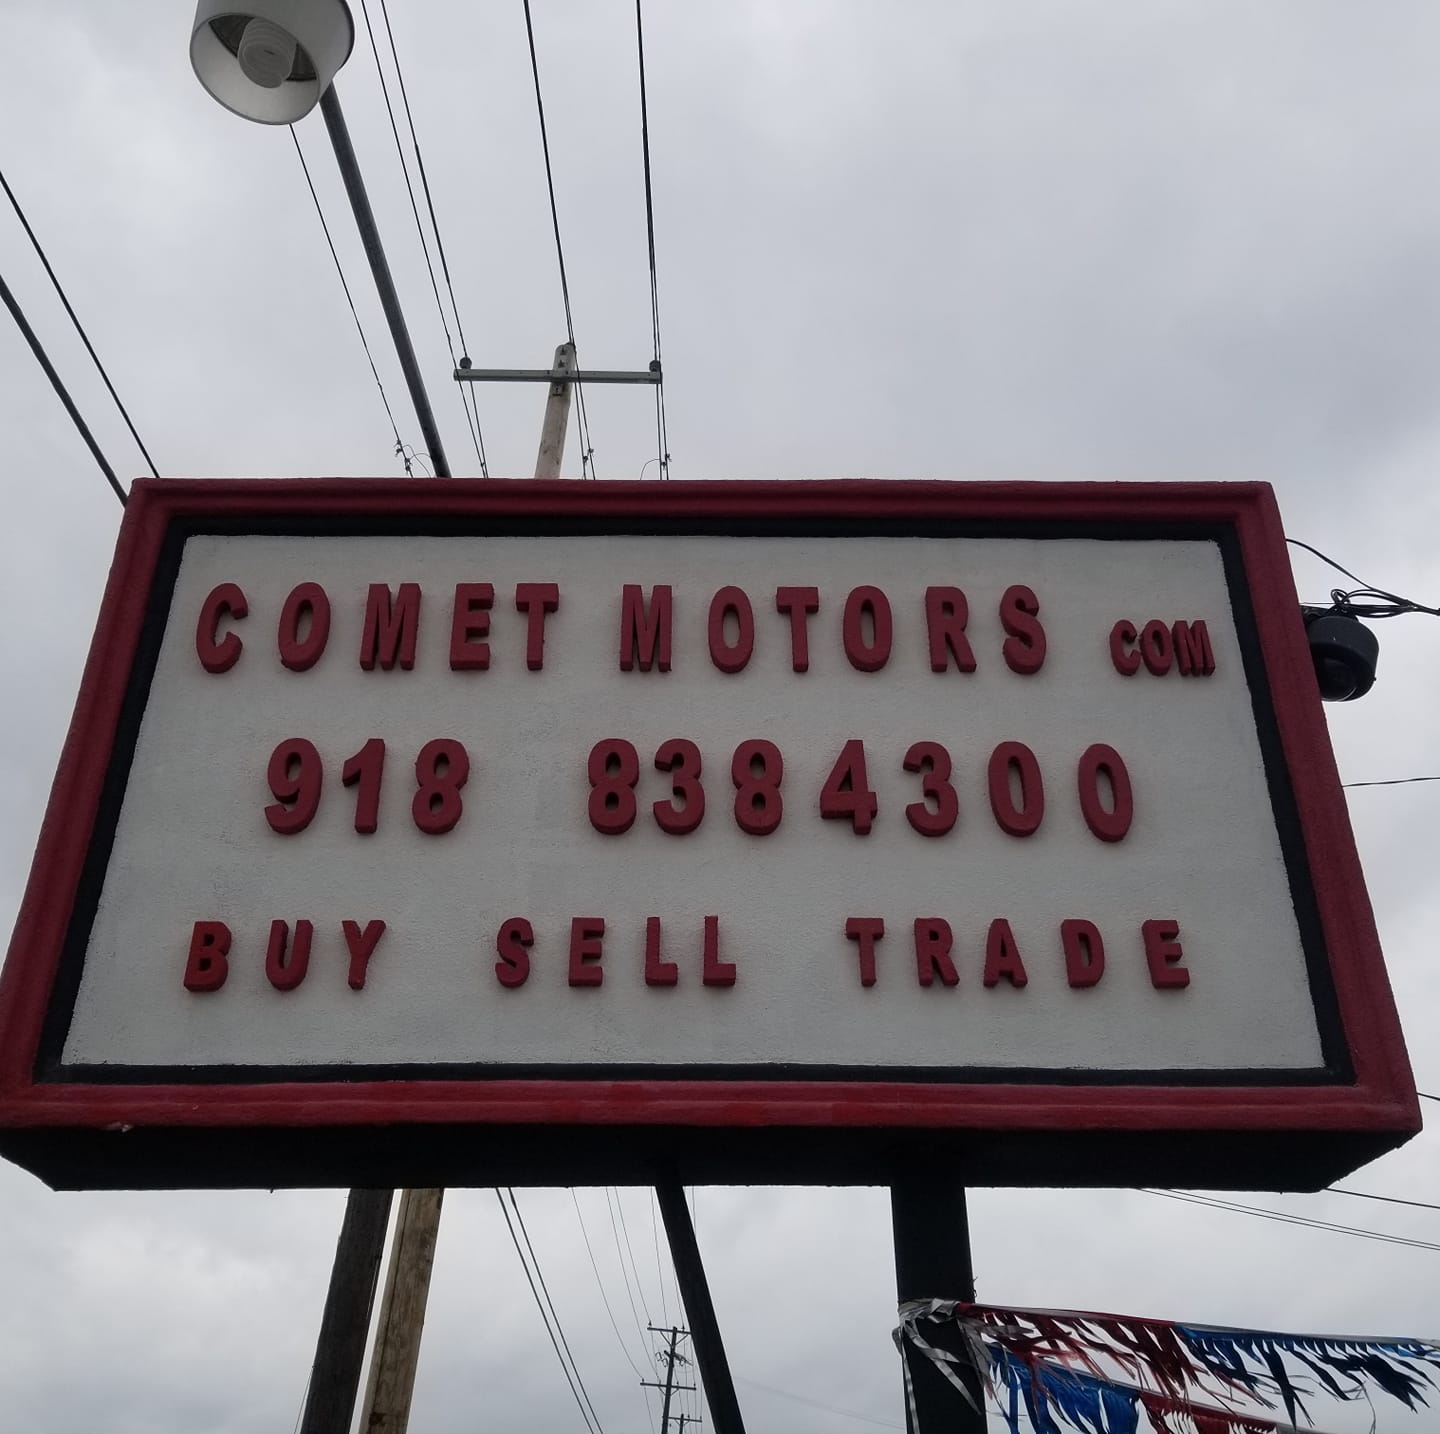 COMET MOTORS COM
918 8384300
BUY SELL TRADE